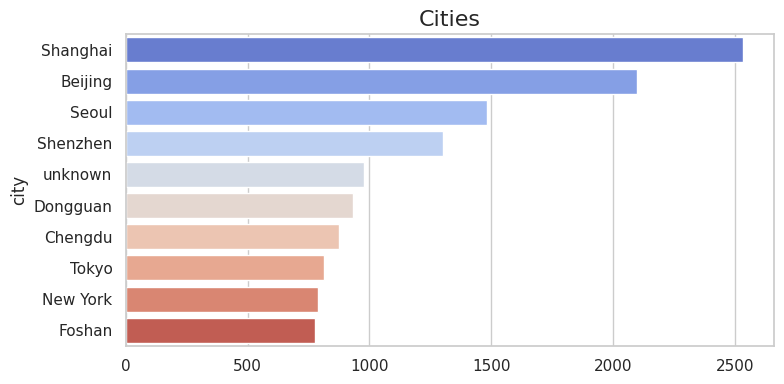 Cities
city
Shanghai
Beijing
Seoul
Shenzhen
unknown
Dongguan
Chengdu
Tokyo
New York
Foshan
0 500 1000 1500 2000 2500